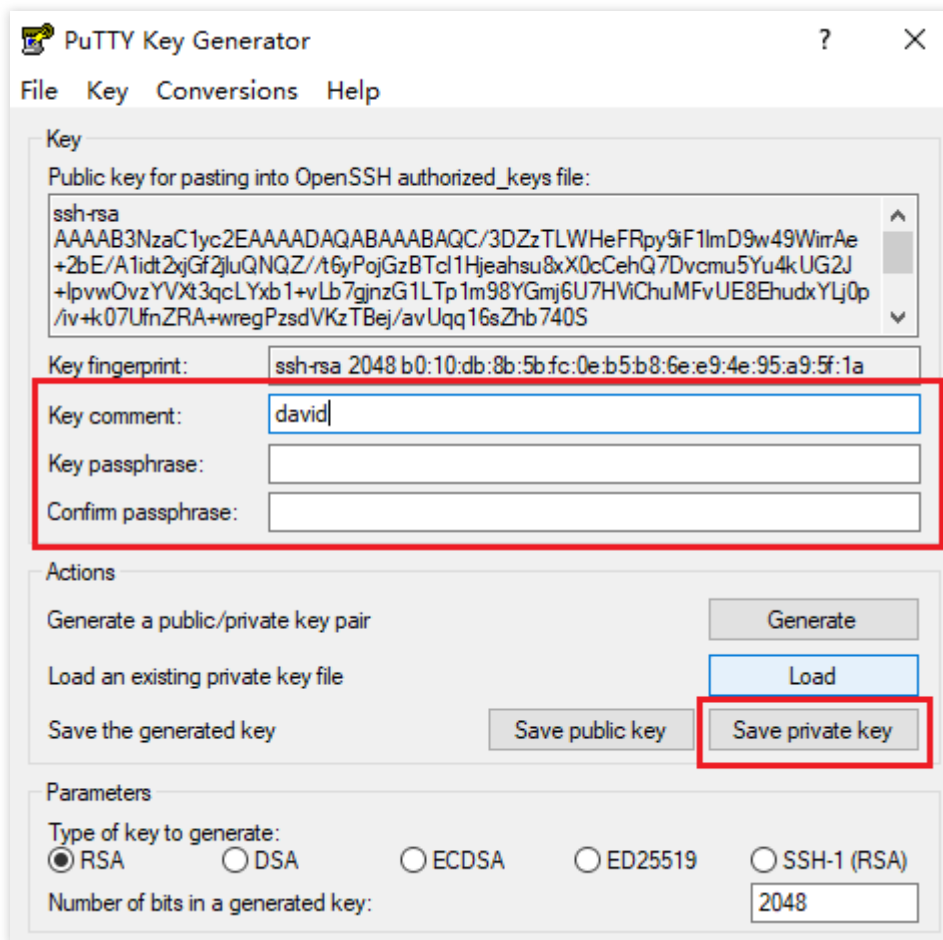 PuTTY Key Generator
?
File Key Conversions Help
Key
Public key for pasting into OpenSSH authorized_keys file:
ssh-rsa
AAAAB3NzaC1yc2EAAAADAQABAAABAQC/3DZzTLWHeFRpy9iF1lmD9w49WirrAe
+2bE/A1idt2xjGf2jluQNQZ//t6yPojGzBTcl1Hjeahsu8xX0cCehQ7Dvcmu5Yu4kUG2J
+lpvwOvzYVXt3qcLYxb1+vLb7gjnzG1LTp1m98YGmj6U7HViChuMFvUE8EhudxYLj0p
/iv+k07UfnZRA+wregPzsdVKzTBej/avUqq16sZhb740S
Key fingerprint: ssh-rsa 2048 b0:10:db:8b:5b:fc:0e:b5:b8:6e:e9:4e:95:a9:5f:1a
Key comment: david
Key passphrase:
Confirm passphrase:
Actions
Generate a public/private key pair Generate
Load an existing private key file Load
Save the generated key Save public key Save private key
Parameters
Type of key to generate:
RSA DSA ECDSA ED25519 SSH-1 (RSA)
Number of bits in a generated key: 2048